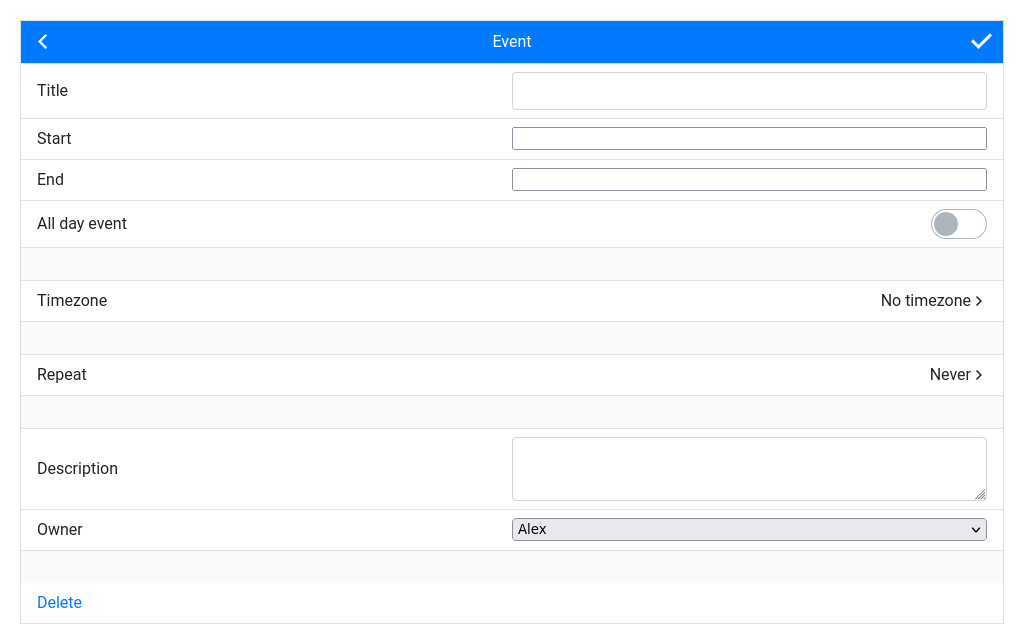 Event
Title
Start
End
All day event
Timezone No timezone
Repeat Never
Description
Owner Alex
Delete